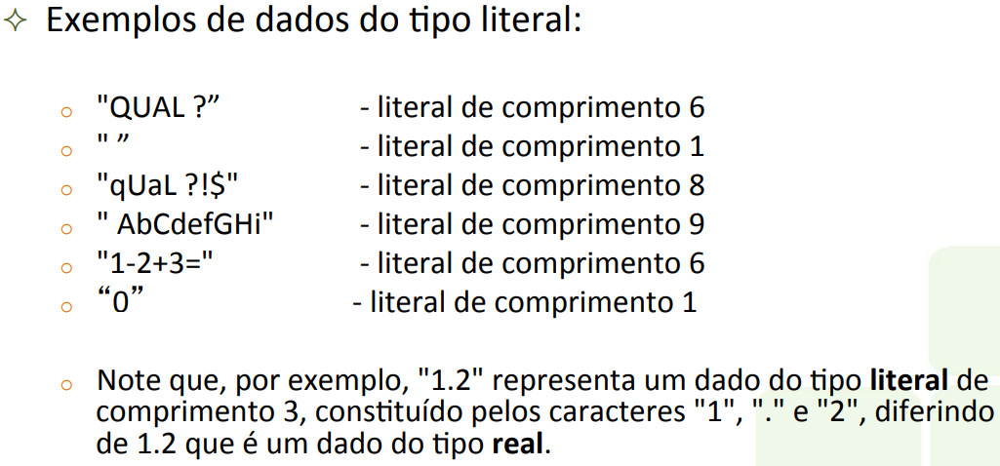 Exemplos de dados do tipo literal:
"QUAL ?” - literal de comprimento 6
" ” - literal de comprimento 1
"qUaL ?!$" - literal de comprimento 8
" AbCdefGHi" - literal de comprimento 9
"1-2+3=" - literal de comprimento 6
“0” - literal de comprimento 1
Note que, por exemplo, "1.2" representa um dado do tipo literal de
comprimento 3, constituído pelos caracteres "1", "." e "2", diferindo
de 1.2 que é um dado do tipo real.